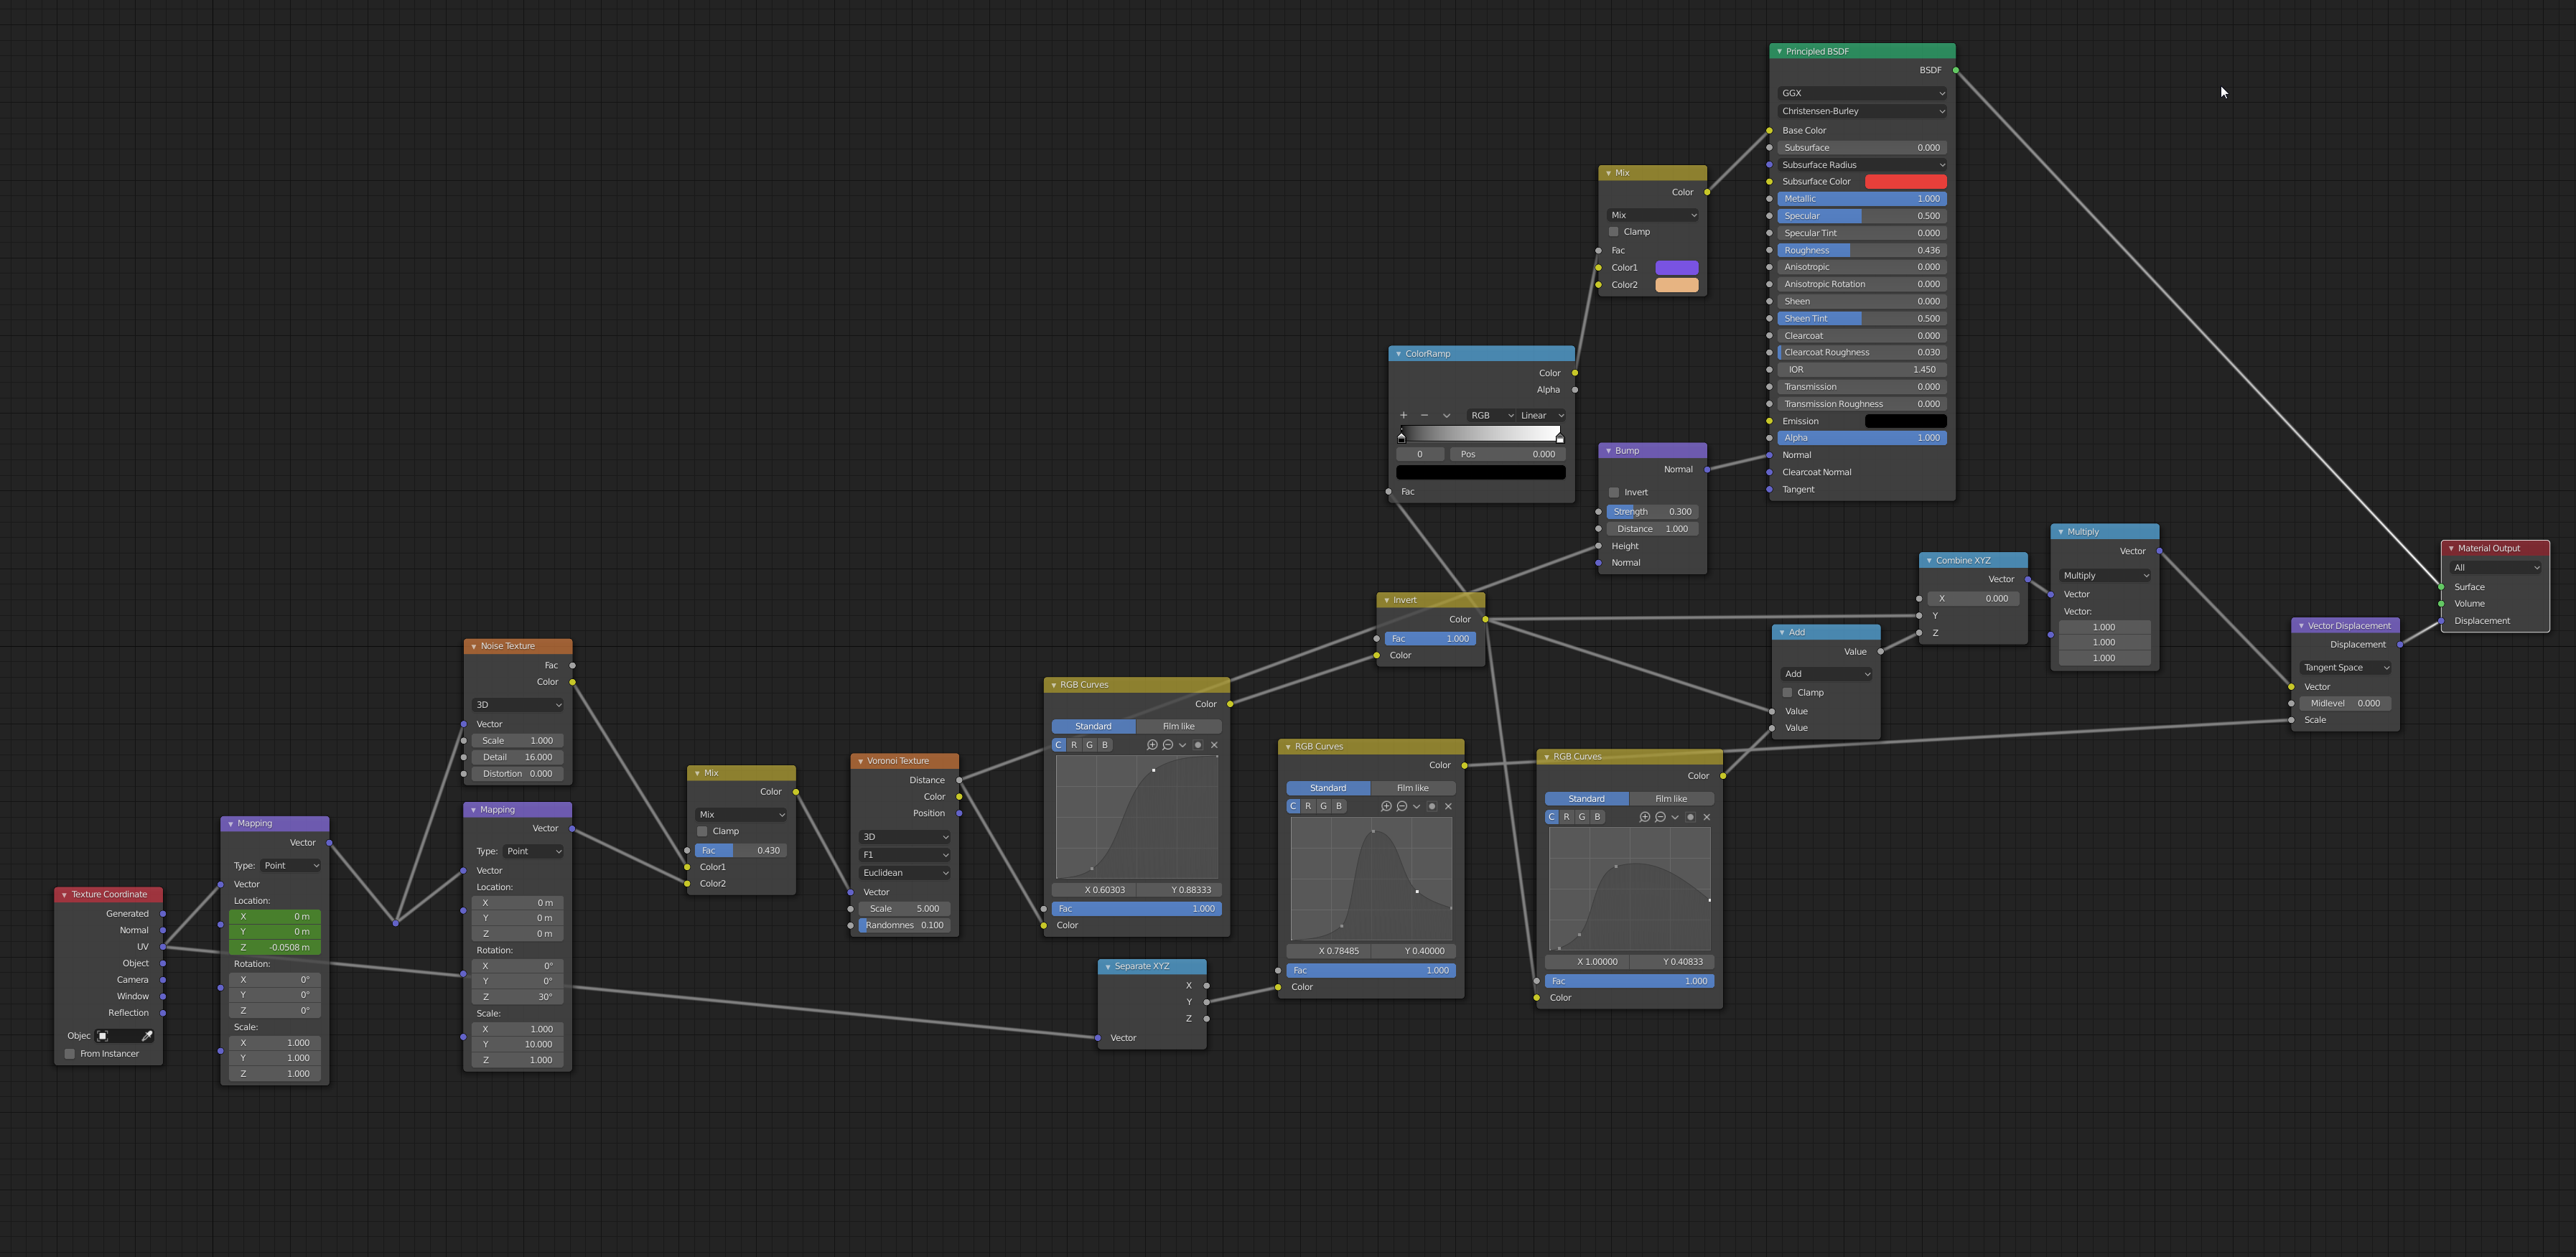 Texture Coordinate
Generated
Normal
UV
Object
Camera
Window
Reflection
Objec
From Instancer
Mapping
Vector
Type: Point
Vector
Location:
X 0 m
Y 0 m
Z -0.0508 m
Rotation:
X 0°
Y 0°
Z 0°
Scale:
X 1.000
Y 1.000
Z 1.000
Noise Texture
Fac
Color
3D
Vector
Scale 1.000
Detail 16.000
Distortion 0.000
Mapping
Vector
Type: Point
Vector
Location:
X 0 m
Y 0 m
Z 0 m
Rotation:
X 0°
Y 0°
Z 30°
Scale:
X 1.000
Y 10.000
Z 1.000
Mix
Color
Mix
Clamp
Fac 0.430
Color1
Color2
Voronoi Texture
Distance
Color
Position
3D
F1
Euclidean
Vector
Scale 5.000
Randomnes 0.100
RGB Curves
Color
Standard Film like
C R G B
X 0.60303 Y 0.88333
Fac 1.000
Color
Separate XYZ
X
Y
Z
Vector
RGB Curves
Color
Standard Film like
C R G B
X 0.78485 Y 0.40000
Fac 1.000
Color
Invert
Color
Fac 1.000
Color
ColorRamp
Color
Alpha
+ − RGB Linear
0 Pos 0.000
Fac
RGB Curves
Color
Standard Film like
C R G B
X 1.00000 Y 0.40833
Fac 1.000
Color
Mix
Color
Mix
Clamp
Fac
Color1
Color2
Bump
Normal
Invert
Strength 0.300
Distance 1.000
Height
Normal
Principled BSDF
BSDF
GGX
Christensen-Burley
Base Color
Subsurface 0.000
Subsurface Radius
Subsurface Color
Metallic 1.000
Specular 0.500
Specular Tint 0.000
Roughness 0.436
Anisotropic 0.000
Anisotropic Rotation 0.000
Sheen 0.000
Sheen Tint 0.500
Clearcoat 0.000
Clearcoat Roughness 0.030
IOR 1.450
Transmission 0.000
Transmission Roughness 0.000
Emission
Alpha 1.000
Normal
Clearcoat Normal
Tangent
Add
Value
Add
Clamp
Value
Value
Combine XYZ
Vector
X 0.000
Y
Z
Multiply
Vector
Multiply
Vector
Vector:
1.000
1.000
1.000
Vector Displacement
Displacement
Tangent Space
Vector
Midlevel 0.000
Scale
Material Output
All
Surface
Volume
Displacement